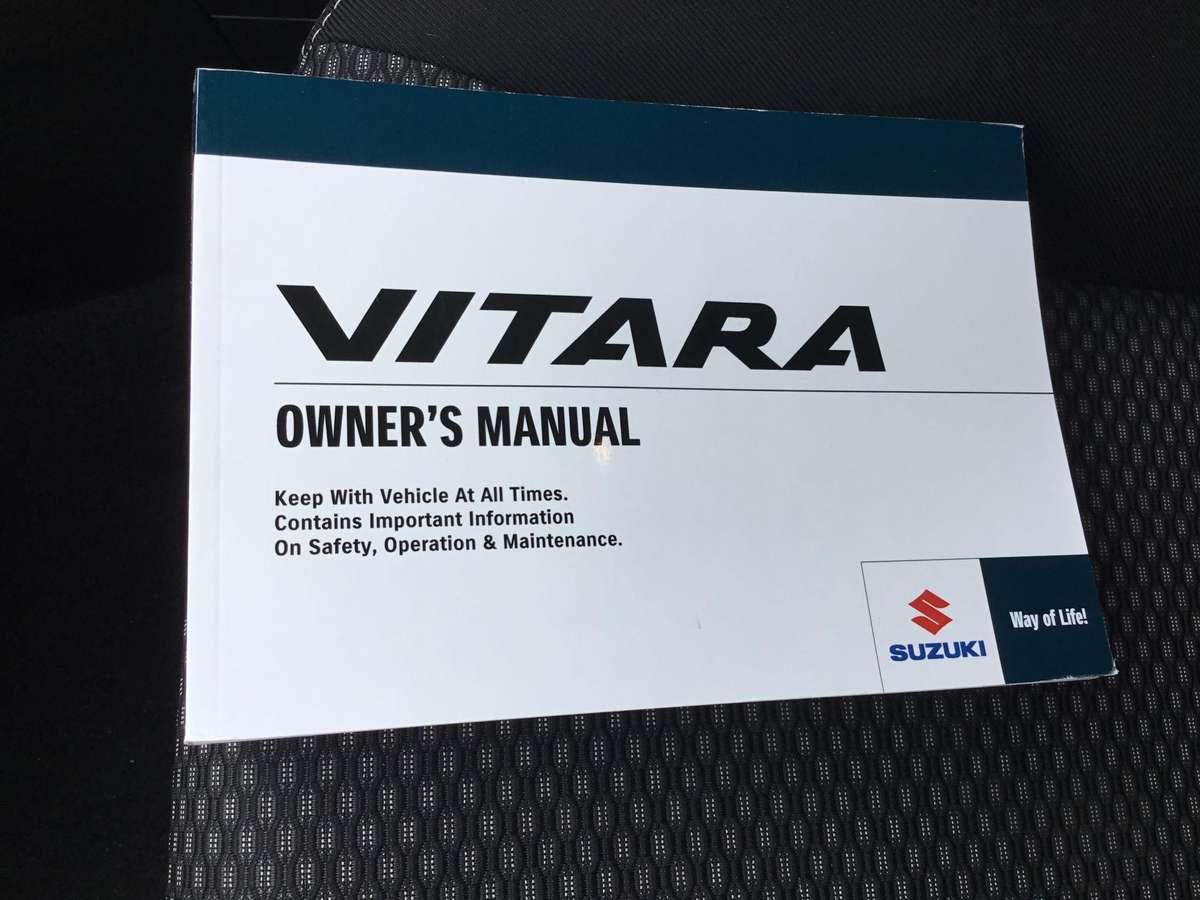 VITARA
OWNER'S MANUAL
Keep With Vehicle At All Times.
Contains Important Information
On Safety, Operation & Maintenance.
SUZUKI
Way of Life!